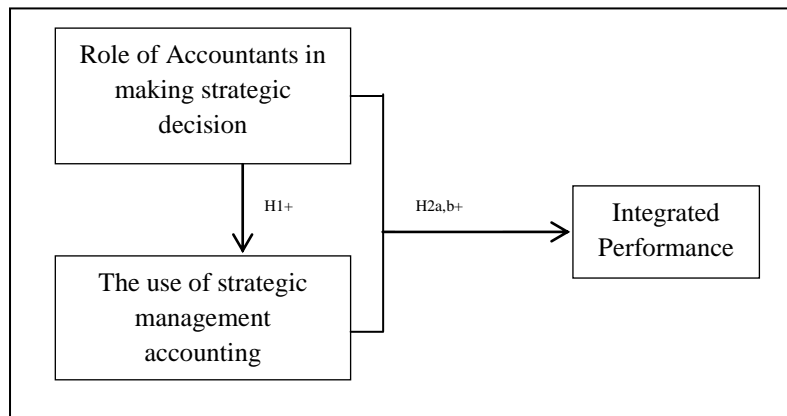 Role of Accountants in
making strategic
decision
H1+
H2a,b+
Integrated
Performance
The use of strategic
management
accounting